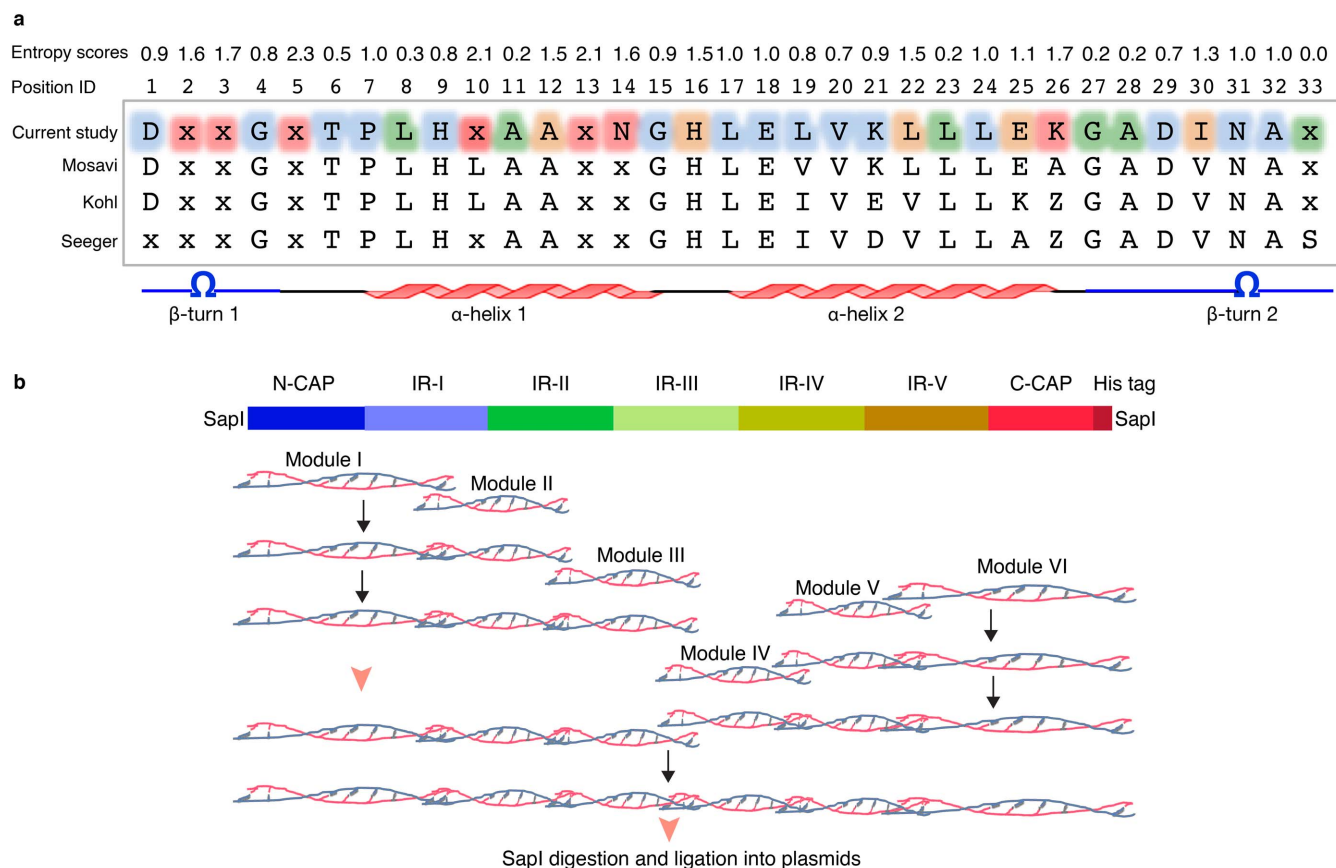 a
Entropy scores 0.9 1.6 1.7 0.8 2.3 0.5 1.0 0.3 0.8 2.1 0.2 1.5 2.1 1.6 0.9 1.5 1.0 1.0 0.8 0.7 0.9 1.5 0.2 1.0 1.1 1.7 0.2 0.2 0.7 1.3 1.0 1.0 0.0
Position ID 1 2 3 4 5 6 7 8 9 10 11 12 13 14 15 16 17 18 19 20 21 22 23 24 25 26 27 28 29 30 31 32 33
Current study D x x G x T P L H x A A x N G H L E L V K L L L E K G A D I N A x
Mosavi D x x G x T P L H L A A x x G H L E V V K L L L E A G A D V N A x
Kohl D x x G x T P L H L A A x x G H L E I V E V L L K Z G A D V N A x
Seeger x x x G x T P L H x A A x x G H L E I V D V L L A Z G A D V N A S
Ω Ω
β-turn 1 α-helix 1 α-helix 2 β-turn 2
b
N-CAP IR-I IR-II IR-III IR-IV IR-V C-CAP His tag
SapI SapI
Module I
Module II
Module III
Module VI
Module V
Module IV
SapI digestion and ligation into plasmids